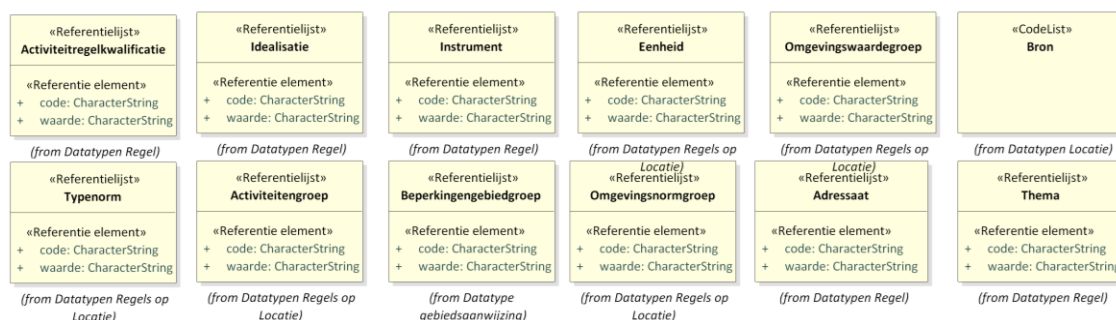 «Referentielijst»
Activiteitregelkwalificatie
«Referentie element»
+ code: CharacterString
+ waarde: CharacterString
(from Datatypen Regel)
«Referentielijst»
Idealisatie
«Referentie element»
+ code: CharacterString
+ waarde: CharacterString
(from Datatypen Regel)
«Referentielijst»
Instrument
«Referentie element»
+ code: CharacterString
+ waarde: CharacterString
(from Datatypen Regel)
«Referentielijst»
Eenheid
«Referentie element»
+ code: CharacterString
+ waarde: CharacterString
(from Datatypen Regels op
Locatie)
«Referentielijst»
Omgevingswaardegroep
«Referentie element»
+ code: CharacterString
+ waarde: CharacterString
(from Datatypen Regels op
Locatie)
«CodeList»
Bron
(from Datatypen Locatie)
«Referentielijst»
Typenorm
«Referentie element»
+ code: CharacterString
+ waarde: CharacterString
(from Datatypen Regels op
Locatie)
«Referentielijst»
Activiteitengroep
«Referentie element»
+ code: CharacterString
+ waarde: CharacterString
(from Datatypen Regels op
Locatie)
«Referentielijst»
Beperkingengebiedgroep
«Referentie element»
+ code: CharacterString
+ waarde: CharacterString
(from Datatype
gebiedsaanwijzing)
«Referentielijst»
Omgevingsnormgroep
«Referentie element»
+ code: CharacterString
+ waarde: CharacterString
(from Datatypen Regels op
Locatie)
«Referentielijst»
Adressaat
«Referentie element»
+ code: CharacterString
+ waarde: CharacterString
(from Datatypen Regel)
«Referentielijst»
Thema
«Referentie element»
+ code: CharacterString
+ waarde: CharacterString
(from Datatypen Regel)